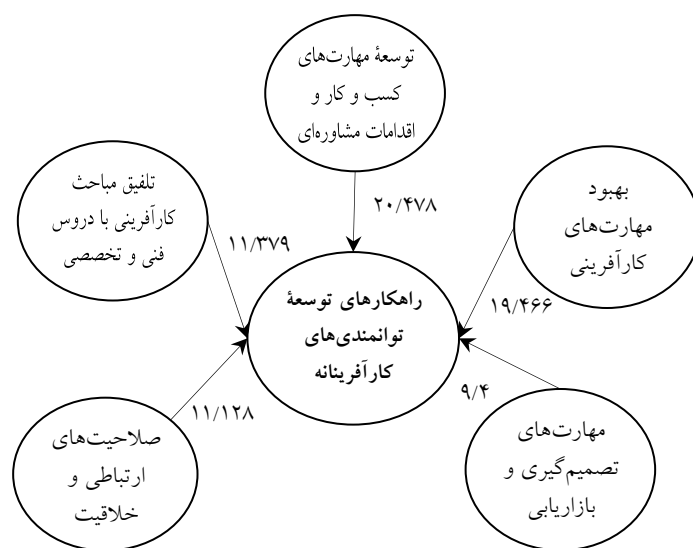 توسعهٔ مهارت‌های
کسب و کار و
اقدامات مشاوره‌ای
بهبود
مهارت‌های
کارآفرینی
تلفیق مباحث
کارآفرینی با دروس
فنی و تخصصی
۲۰/۴۷۸
۱۱/۳۷۹
۱۹/۴۶۶
راهکارهای توسعهٔ
توانمندی‌های
کارآفرینانه
۹/۴
۱۱/۱۲۸
مهارت‌های
تصمیم‌گیری و
بازاریابی
صلاحیت‌های
ارتباطی و
خلاقیت